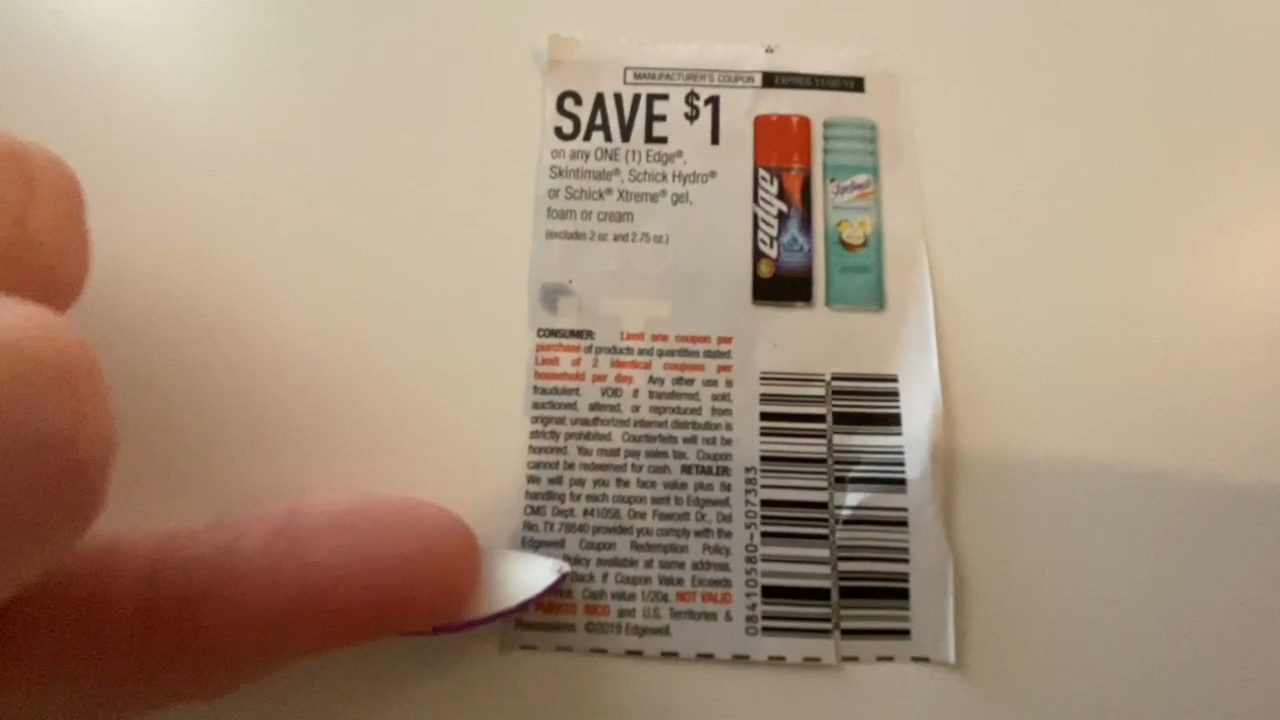 MANUFACTURER'S COUPON
SAVE $1
on any ONE (1) Edge®,
Skintimate®, Schick Hydro®
or Schick® Xtreme® gel,
foam or cream
(excludes 2 oz. and 2.75 oz.)
edge
CONSUMER: Limit one coupon per
purchase of products and quantities stated.
Limit of 2 identical coupons per
household per day. Any other use is
fraudulent. VOID if transferred, sold,
auctioned, altered, or reproduced from
original; unauthorized internet distribution is
strictly prohibited. Counterfeits will not be
honored. You must pay sales tax. Coupon
cannot be redeemed for cash. RETAILER:
We will pay you the face value plus 8¢
handling for each coupon sent to Edgewell,
CMS Dept. #41058, One Fawcett Dr., Del
Rio, TX 78840 provided you comply with the
Edgewell Coupon Redemption Policy.
Policy available at same address.
Back if Coupon Value Exceeds
Cash value 1/20¢. NOT VALID
PUERTO RICO and U.S. Territories &
Possessions. ©2019 Edgewell.
08410580-507383